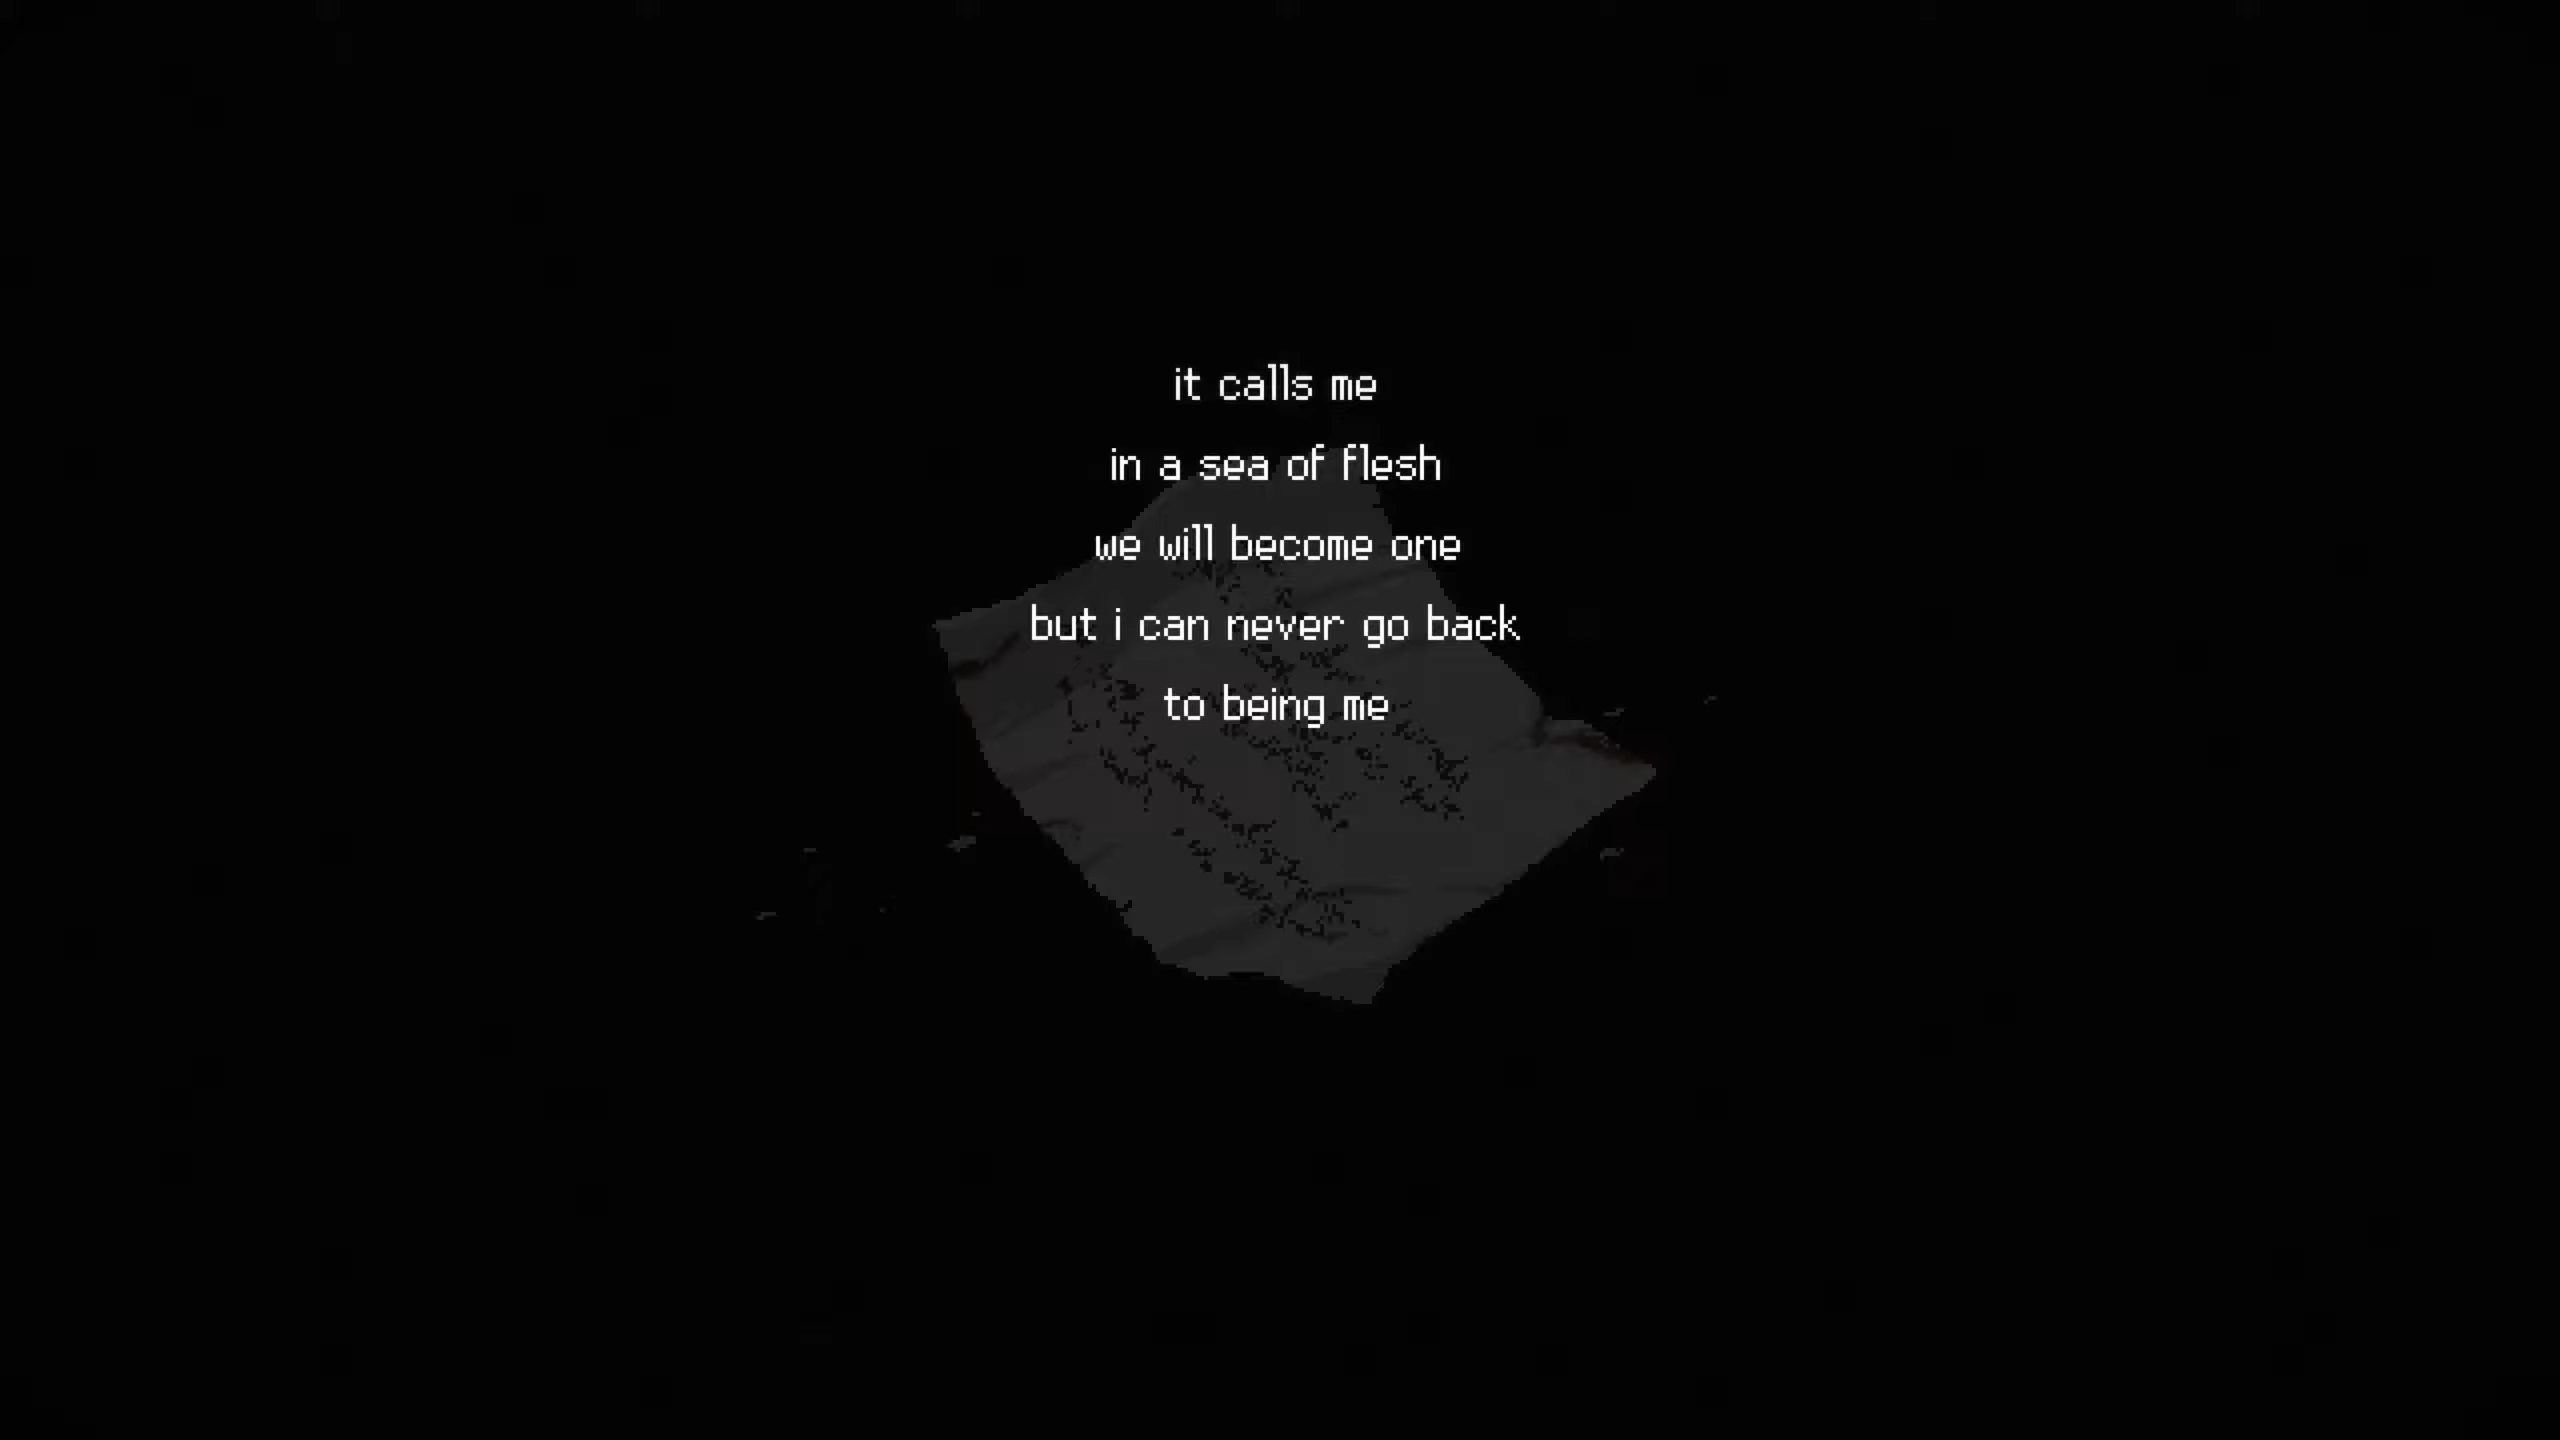 it calls me
in a sea of flesh
we will become one
but i can never go back
to being me